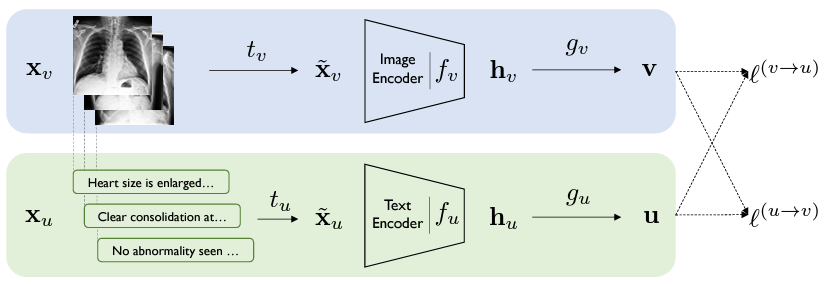 x_v
t_v
x̃_v
Image
Encoder
f_v
h_v
g_v
v
ℓ^(v→u)
Heart size is enlarged…
x_u
Clear consolidation at…
No abnormality seen …
t_u
x̃_u
Text
Encoder
f_u
h_u
g_u
u
ℓ^(u→v)